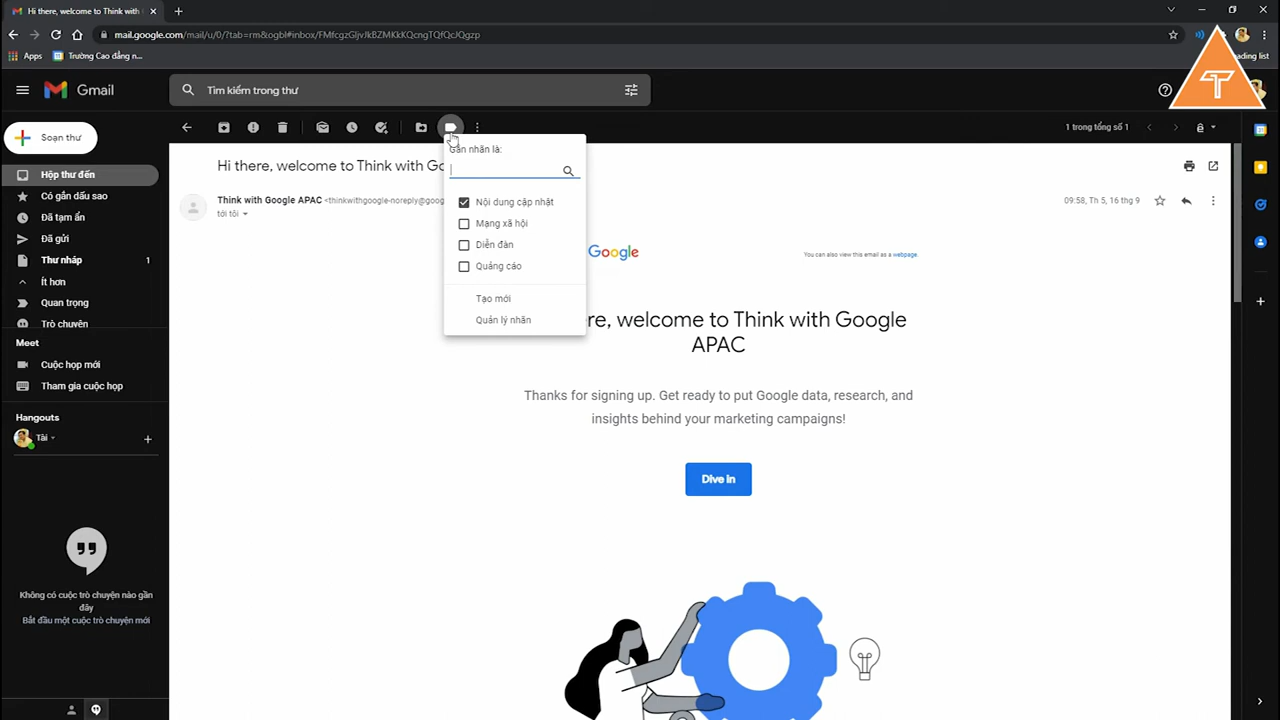 Hi there, welcome to Think with
mail.google.com/mail/u/0/?tab=rm&ogbl#inbox/FMfcgzGljvJkBZMKkQcngTQfQcJQgzp
Apps
Trường Cao đẳng n...
ading list
T
Gmail
Tìm kiếm trong thư
Soạn thư
1 trong tổng số 1
Hộp thư đến
Có gắn dấu sao
Đã tạm ẩn
Đã gửi
Thư nháp 1
Ít hơn
Quan trọng
Trò chuyện
Meet
Cuộc họp mới
Tham gia cuộc họp
Hangouts
Tài
Không có cuộc trò chuyện nào gần
đây
Bắt đầu một cuộc trò chuyện mới
Hi there, welcome to Think with Go
Think with Google APAC <thinkwithgoogle-noreply@goog
tới tôi
09:58, Th 5, 16 thg 9
Gắn nhãn là:
Nội dung cập nhật
Mạng xã hội
Diễn đàn
Quảng cáo
Tạo mới
Quản lý nhãn
Google
You can also view this email as a webpage.
re, welcome to Think with Google
APAC
Thanks for signing up. Get ready to put Google data, research, and
insights behind your marketing campaigns!
Dive in